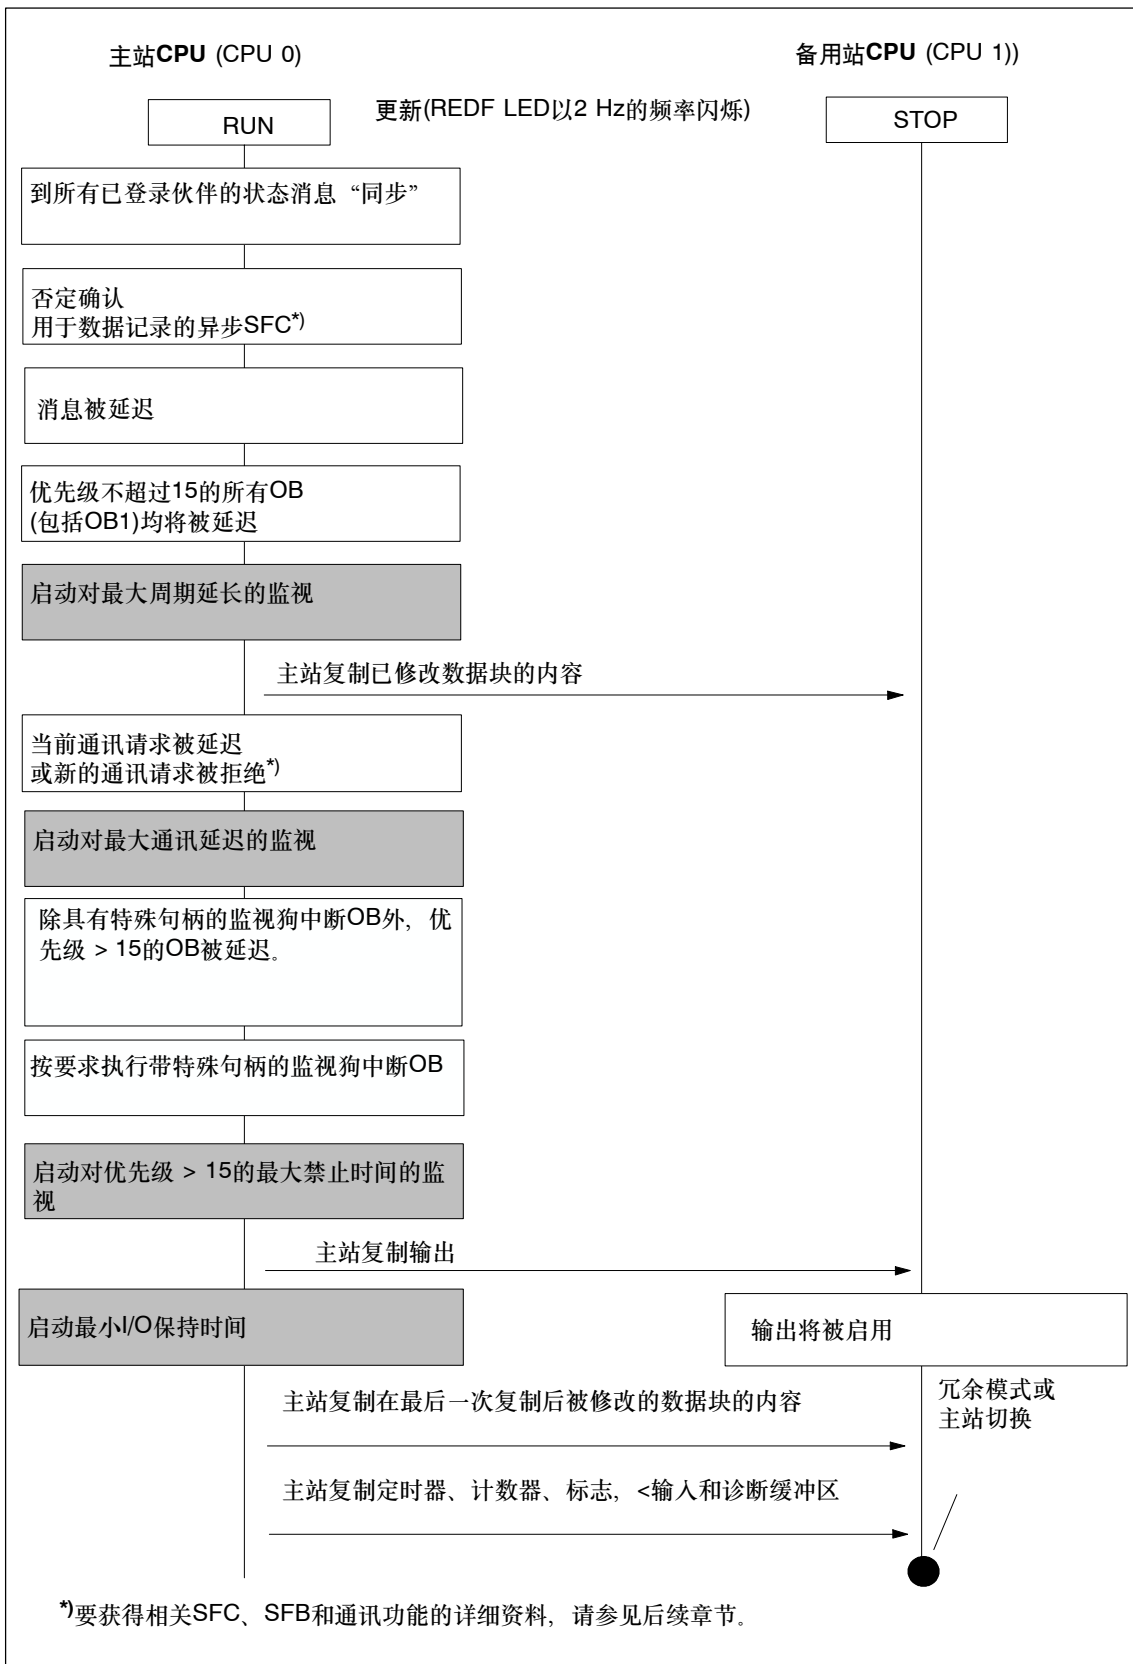 主站CPU (CPU 0)
备用站CPU (CPU 1))
更新(REDF LED以2 Hz的频率闪烁)
RUN
STOP
到所有已登录伙伴的状态消息“同步”
否定确认
用于数据记录的异步SFC*)
消息被延迟
优先级不超过15的所有OB
(包括OB1)均将被延迟
启动对最大周期延长的监视
主站复制已修改数据块的内容
当前通讯请求被延迟
或新的通讯请求被拒绝*)
启动对最大通讯延迟的监视
除具有特殊句柄的监视狗中断OB外，优
先级 > 15的OB被延迟。
按要求执行带特殊句柄的监视狗中断OB
启动对优先级 > 15的最大禁止时间的监
视
主站复制输出
启动最小I/O保持时间
输出将被启用
主站复制在最后一次复制后被修改的数据块的内容
冗余模式或
主站切换
主站复制定时器、计数器、标志，<输入和诊断缓冲区
*)要获得相关SFC、SFB和通讯功能的详细资料，请参见后续章节。